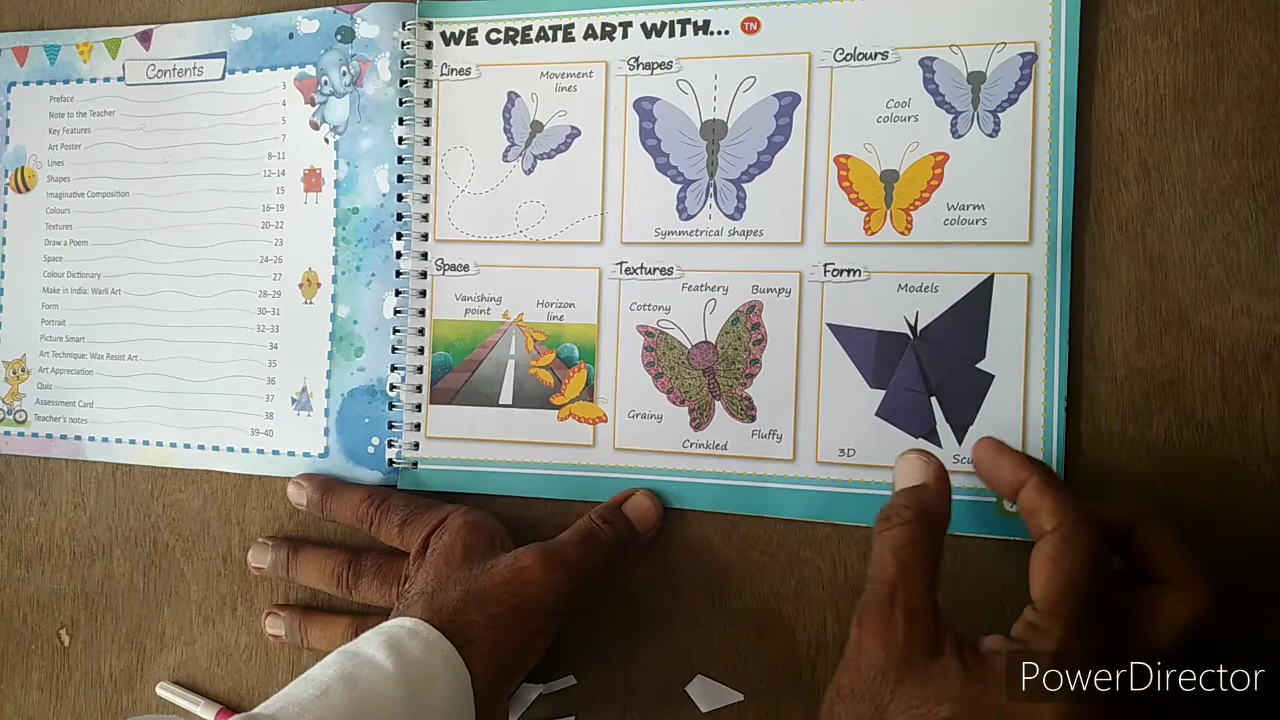 Contents
Preface 3
Note to the Teacher 4
Key Features 5
Art Poster 7
Lines 8–11
Shapes 12–14
Imaginative Composition 15
Colours 16–19
Textures 20–22
Draw a Poem 23
Space 24–26
Colour Dictionary 27
Make in India: Warli Art 28–29
Form 30–31
Portrait 32–33
Picture Smart 34
Art Technique: Wax Resist Art 35
Art Appreciation 36
Quiz 37
Assessment Card 38
Teacher's notes 39–40
WE CREATE ART WITH... TN
Lines
Movement
lines
Shapes
Symmetrical shapes
Colours
Cool
colours
Warm
colours
Space
Vanishing
point
Horizon
line
Textures
Feathery
Bumpy
Cottony
Grainy
Fluffy
Crinkled
Form
Models
3D
PowerDirector